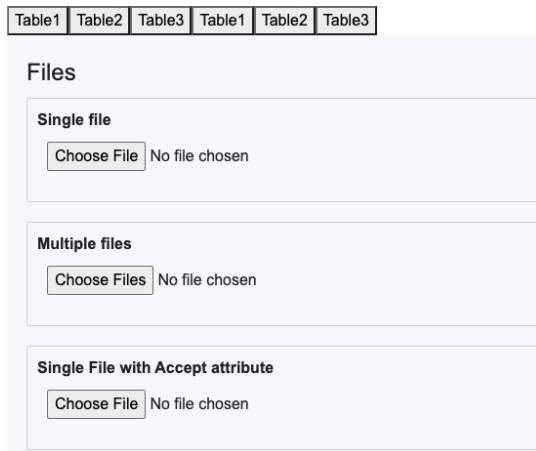 Table1 Table2 Table3 Table1 Table2 Table3
Files
Single file
Choose File No file chosen
Multiple files
Choose Files No file chosen
Single File with Accept attribute
Choose File No file chosen